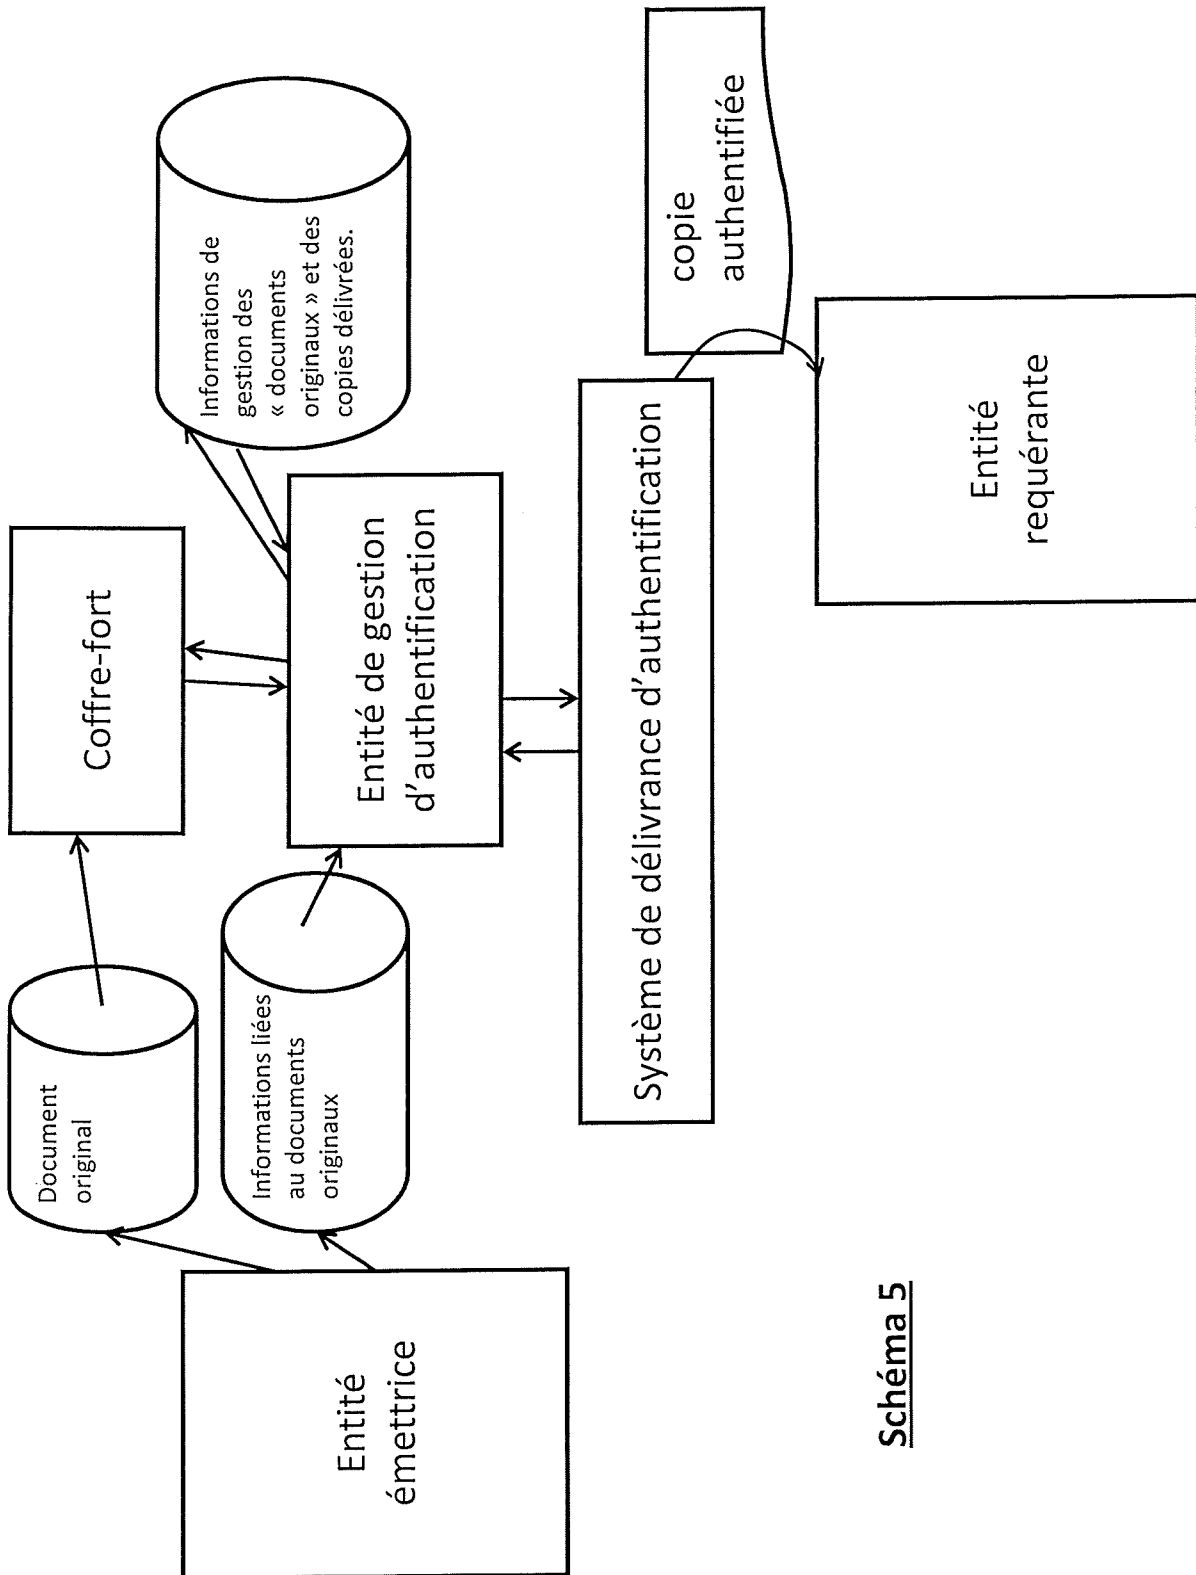 Document
original
Coffre-fort
Informations de
gestion des
« documents
originaux » et des
copies délivrées.
Informations liées
au documents
originaux
Entité
émettrice
Entité de gestion
d’authentification
Système de délivrance d’authentification
copie
authentifiée
Entité
requérante
Schéma 5